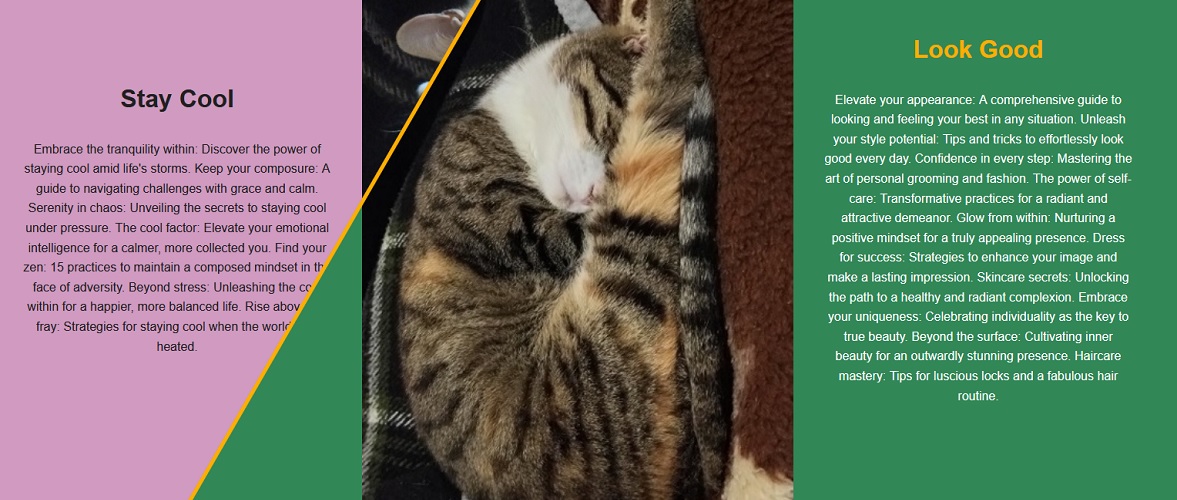 Stay Cool
Embrace the tranquility within: Discover the power of
staying cool amid life's storms. Keep your composure: A
guide to navigating challenges with grace and calm.
Serenity in chaos: Unveiling the secrets to staying cool
under pressure. The cool factor: Elevate your emotional
intelligence for a calmer, more collected you. Find your
zen: 15 practices to maintain a composed mindset in
face of adversity. Beyond stress: Unleashing the
within for a happier, more balanced life. Rise
fray: Strategies for staying cool when the
heated.
Look Good
Elevate your appearance: A comprehensive guide to
looking and feeling your best in any situation. Unleash
your style potential: Tips and tricks to effortlessly look
good every day. Confidence in every step: Mastering the
art of personal grooming and fashion. The power of self-
care: Transformative practices for a radiant and
attractive demeanor. Glow from within: Nurturing a
positive mindset for a truly appealing presence. Dress
for success: Strategies to enhance your image and
make a lasting impression. Skincare secrets: Unlocking
the path to a healthy and radiant complexion. Embrace
your uniqueness: Celebrating individuality as the key to
true beauty. Beyond the surface: Cultivating inner
beauty for an outwardly stunning presence. Haircare
mastery: Tips for luscious locks and a fabulous hair
routine.